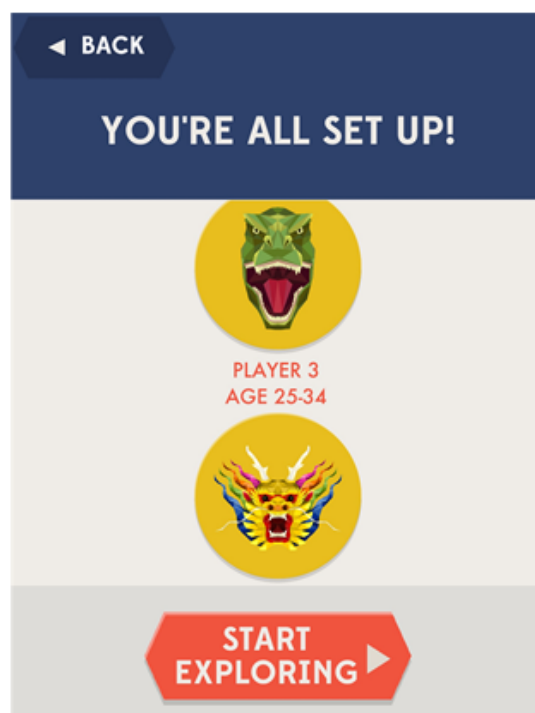 BACK
YOU'RE ALL SET UP!
PLAYER 3
AGE 25-34
START
EXPLORING